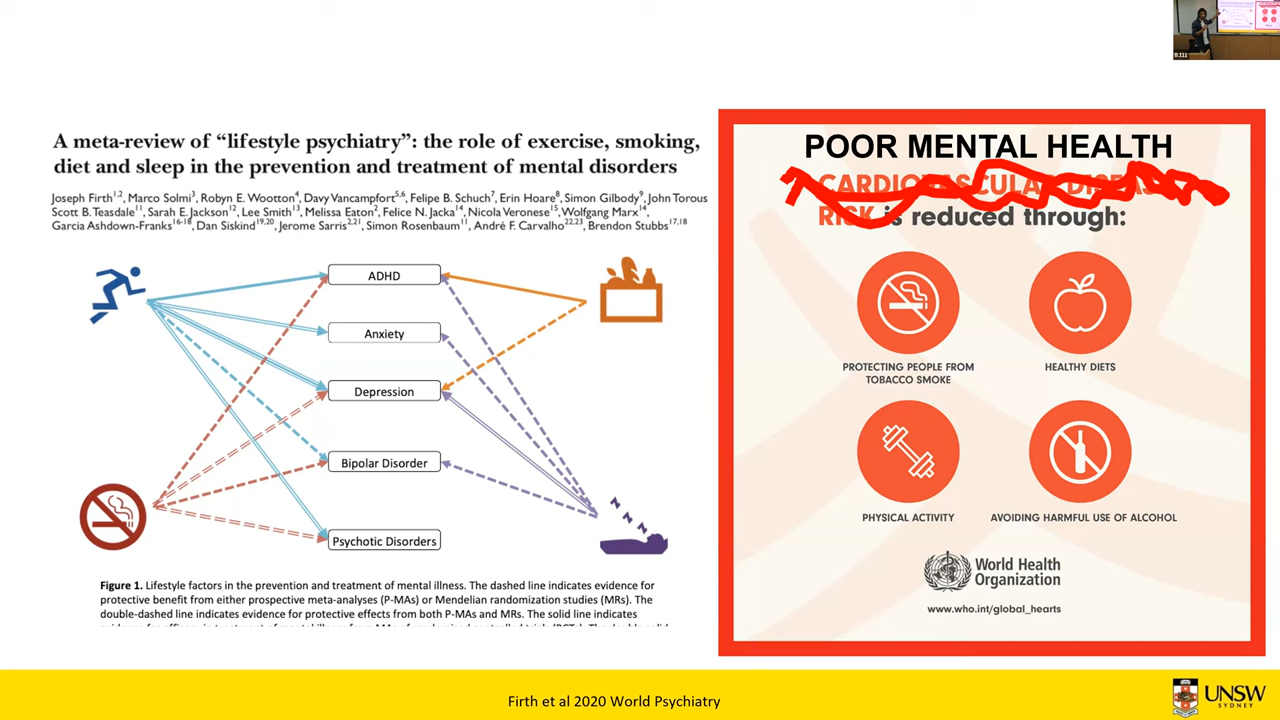 A meta-review of “lifestyle psychiatry”: the role of exercise, smoking,
diet and sleep in the prevention and treatment of mental disorders
Joseph Firth1,2, Marco Solmi3, Robyn E. Wootton4, Davy Vancampfort5,6, Felipe B. Schuch7, Erin Hoare8, Simon Gilbody9, John Torous
Scott B. Teasdale11, Sarah E. Jackson12, Lee Smith13, Melissa Eaton2, Felice N. Jacka14, Nicola Veronese15, Wolfgang Marx14,
Garcia Ashdown-Franks16-18, Dan Siskind19,20, Jerome Sarris2,21, Simon Rosenbaum11, André F. Carvalho22,23, Brendon Stubbs17,18
ADHD
Anxiety
Depression
Bipolar Disorder
Psychotic Disorders
Figure 1. Lifestyle factors in the prevention and treatment of mental illness. The dashed line indicates evidence for
protective benefit from either prospective meta-analyses (P-MAs) or Mendelian randomization studies (MRs). The
double-dashed line indicates evidence for protective effects from both P-MAs and MRs. The solid line indicates
POOR MENTAL HEALTH
CARDIOVASCULAR DISEASE
RISK is reduced through:
PROTECTING PEOPLE FROM
TOBACCO SMOKE
HEALTHY DIETS
PHYSICAL ACTIVITY
AVOIDING HARMFUL USE OF ALCOHOL
World Health
Organization
www.who.int/global_hearts
Firth et al 2020 World Psychiatry
UNSW
SYDNEY